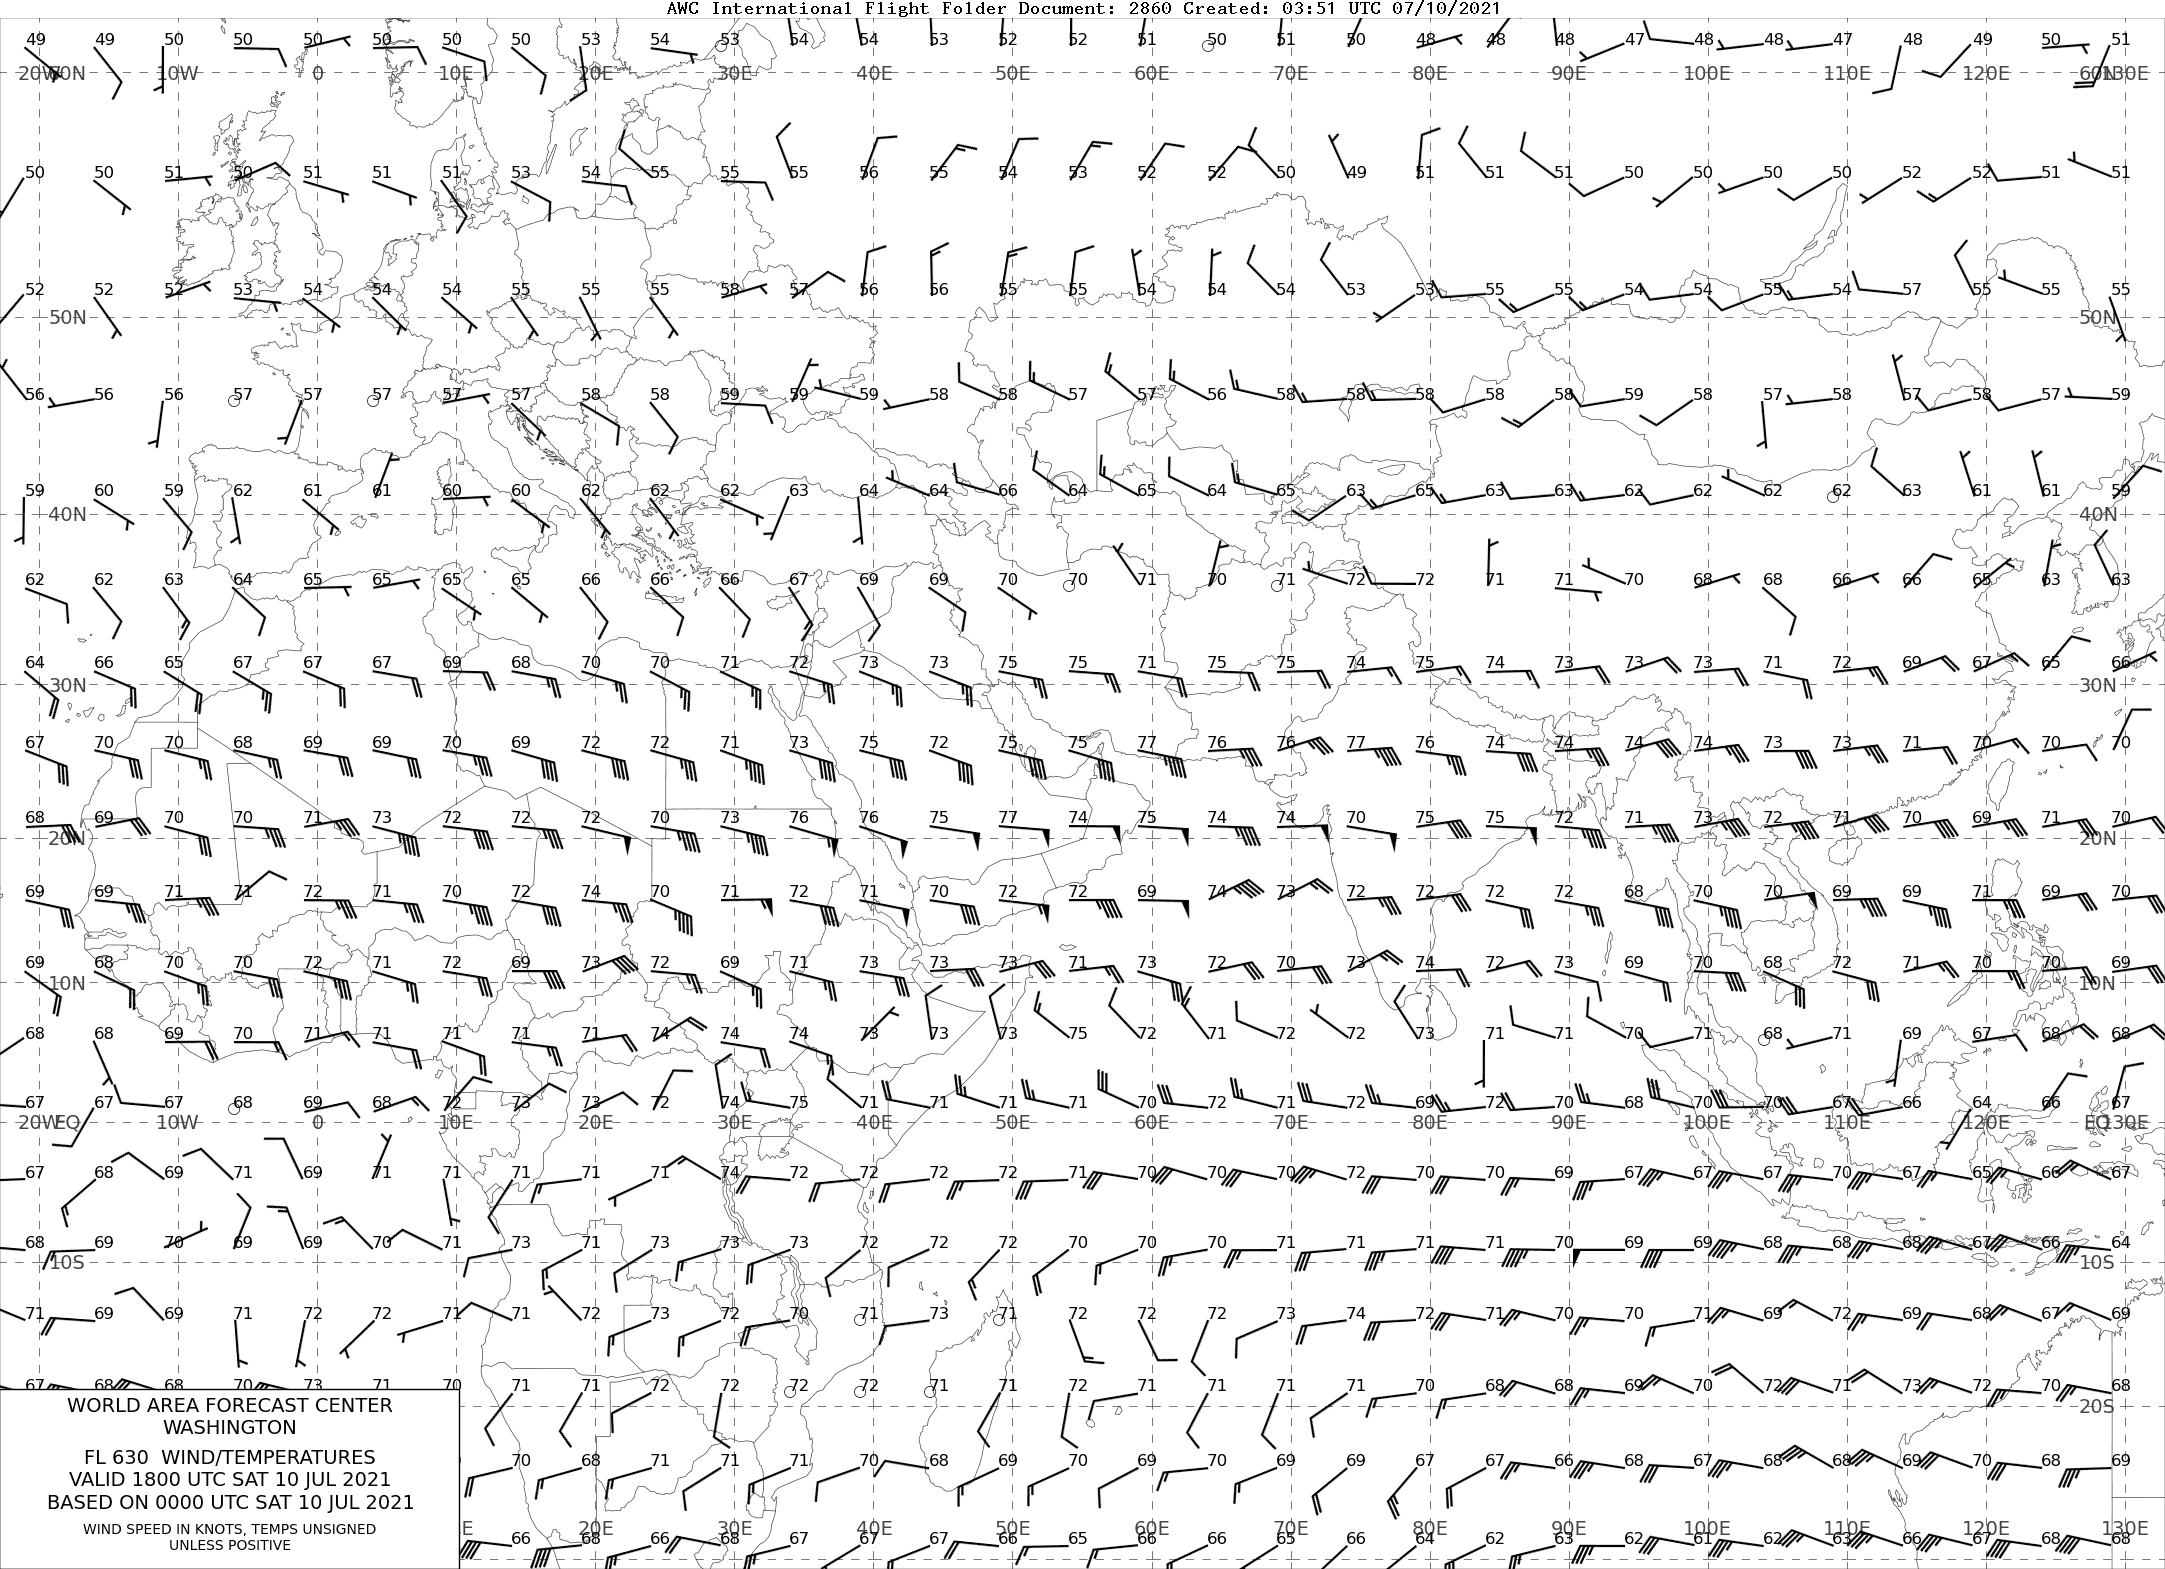 AWC International Flight Folder Document: 2860 Created: 03:51 UTC 07/10/2021
49 49 50 50 50 50 50 50 53 54 53 54 54 53 52 52 51 50 51 50 48 48 48 47 48 48 47 48 49 50 51
20W 70N 10W 0 10E 20E 30E 40E 50E 60E 70E 80E 90E 100E 110E 120E 60N 130E
50 50 51 50 51 51 51 53 54 55 55 55 56 55 54 53 52 52 50 49 51 51 51 50 50 50 50 52 52 51 51
52 52 52 53 54 54 54 55 55 55 58 57 56 56 55 55 54 54 54 53 53 55 55 54 54 55 54 57 55 55 55
50N 50N
56 56 56 57 57 57 57 57 58 58 59 59 59 58 58 57 57 56 58 58 58 58 58 59 58 57 58 57 58 57 59
59 60 59 62 61 61 60 60 62 62 62 63 64 64 66 64 65 64 65 63 65 63 63 62 62 62 62 63 61 61 59
40N 40N
62 62 63 64 65 65 65 65 66 66 66 67 69 69 70 70 71 70 71 72 72 71 71 70 68 68 66 66 65 63 63
64 66 65 67 67 67 69 68 70 70 71 72 73 73 75 75 71 75 75 74 75 74 73 73 73 71 72 69 67 65 66
30N 30N
67 70 70 68 69 69 70 69 72 72 71 73 75 72 75 75 77 76 76 77 76 74 74 74 74 73 73 71 70 70 70
68 69 70 70 71 73 72 72 72 70 73 76 76 75 77 74 75 74 74 70 75 75 72 71 73 72 71 70 69 71 70
20N 20N
69 69 71 71 72 71 70 72 74 70 71 72 71 70 72 72 69 74 73 72 72 72 72 68 70 70 69 69 71 69 70
69 68 70 70 72 71 72 69 73 72 69 71 73 73 73 71 73 72 70 73 74 72 73 69 70 68 72 71 70 70 69
10N 10N
68 68 69 70 71 71 71 71 71 74 74 74 73 73 73 75 72 71 72 72 73 71 71 70 71 68 71 69 67 68 68
67 67 67 68 69 68 72 73 73 72 74 75 71 71 71 71 70 72 71 72 69 72 70 68 70 70 67 66 64 66 67
20W EQ 10W 0 10E 20E 30E 40E 50E 60E 70E 80E 90E 100E 110E 120E EQ 130E
67 68 69 71 69 71 71 71 71 71 74 72 72 72 72 71 70 70 70 72 70 70 69 67 67 67 70 67 65 66 67
68 69 70 69 69 70 71 73 71 73 73 73 72 72 72 70 70 70 71 71 71 71 70 69 69 68 68 68 67 66 64
10S 10S
71 69 69 71 72 72 71 71 72 73 72 70 71 73 71 72 72 72 73 74 72 71 70 70 71 69 72 69 68 67 69
67 68 68 70 73 71 70 71 71 72 72 72 72 71 71 72 71 71 71 71 70 68 68 69 70 72 71 73 72 70 68
20S
70 68 71 71 71 70 68 69 70 69 70 69 69 67 67 66 68 67 68 68 69 70 68 69
20E 30E 40E 50E 60E 70E 80E 90E 100E 110E 120E 130E
66 68 66 68 67 67 67 66 65 66 66 65 66 64 62 63 62 61 62 63 66 67 68 68
WORLD AREA FORECAST CENTER
WASHINGTON
FL 630 WIND/TEMPERATURES
VALID 1800 UTC SAT 10 JUL 2021
BASED ON 0000 UTC SAT 10 JUL 2021
WIND SPEED IN KNOTS, TEMPS UNSIGNED
UNLESS POSITIVE